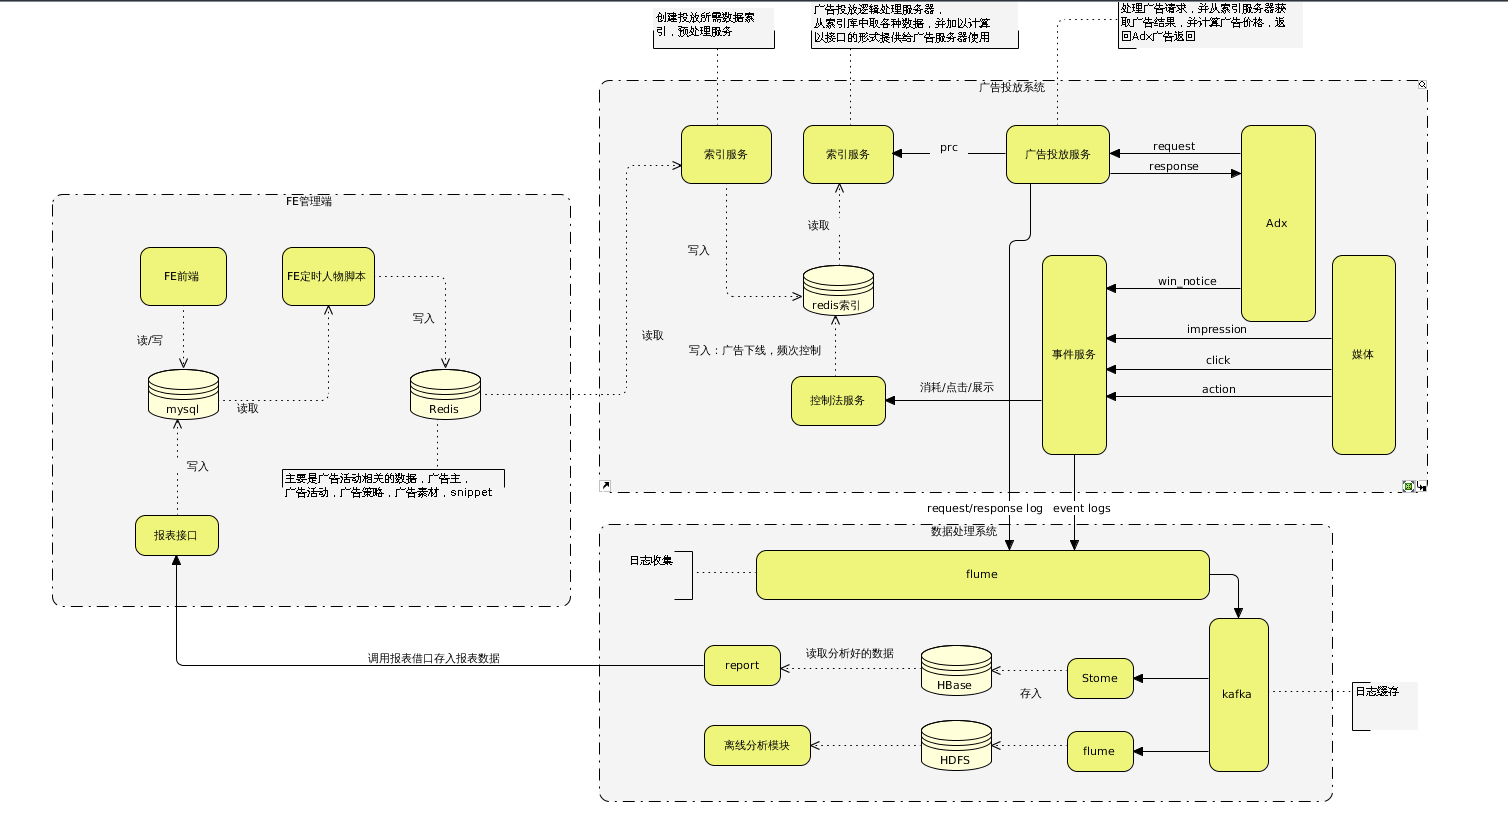 创建投放所需数据索
引，预处理服务
广告投放逻辑处理服务器，
从索引库中取各种数据，并加以计算
以接口的形式提供给广告服务器使用
处理广告请求，并从索引服务器获
取广告结果，并计算广告价格，返
回Adx广告返回
广告投放系统
索引服务
索引服务
prc
广告投放服务
request
response
Adx
写入
读取
redis索引
读取
写入：广告下线，频次控制
控制法服务
消耗/点击/展示
事件服务
win_notice
impression
click
action
媒体
FE管理端
FE前端
FE定时人物脚本
读/写
写入
mysql
读取
Redis
写入
主要是广告活动相关的数据，广告主，
广告活动，广告策略，广告素材，snippet
报表接口
request/response log
event logs
数据处理系统
日志收集
flume
调用报表借口存入报表数据
report
读取分析好的数据
HBase
存入
Stome
kafka
日志缓存
离线分析模块
HDFS
flume